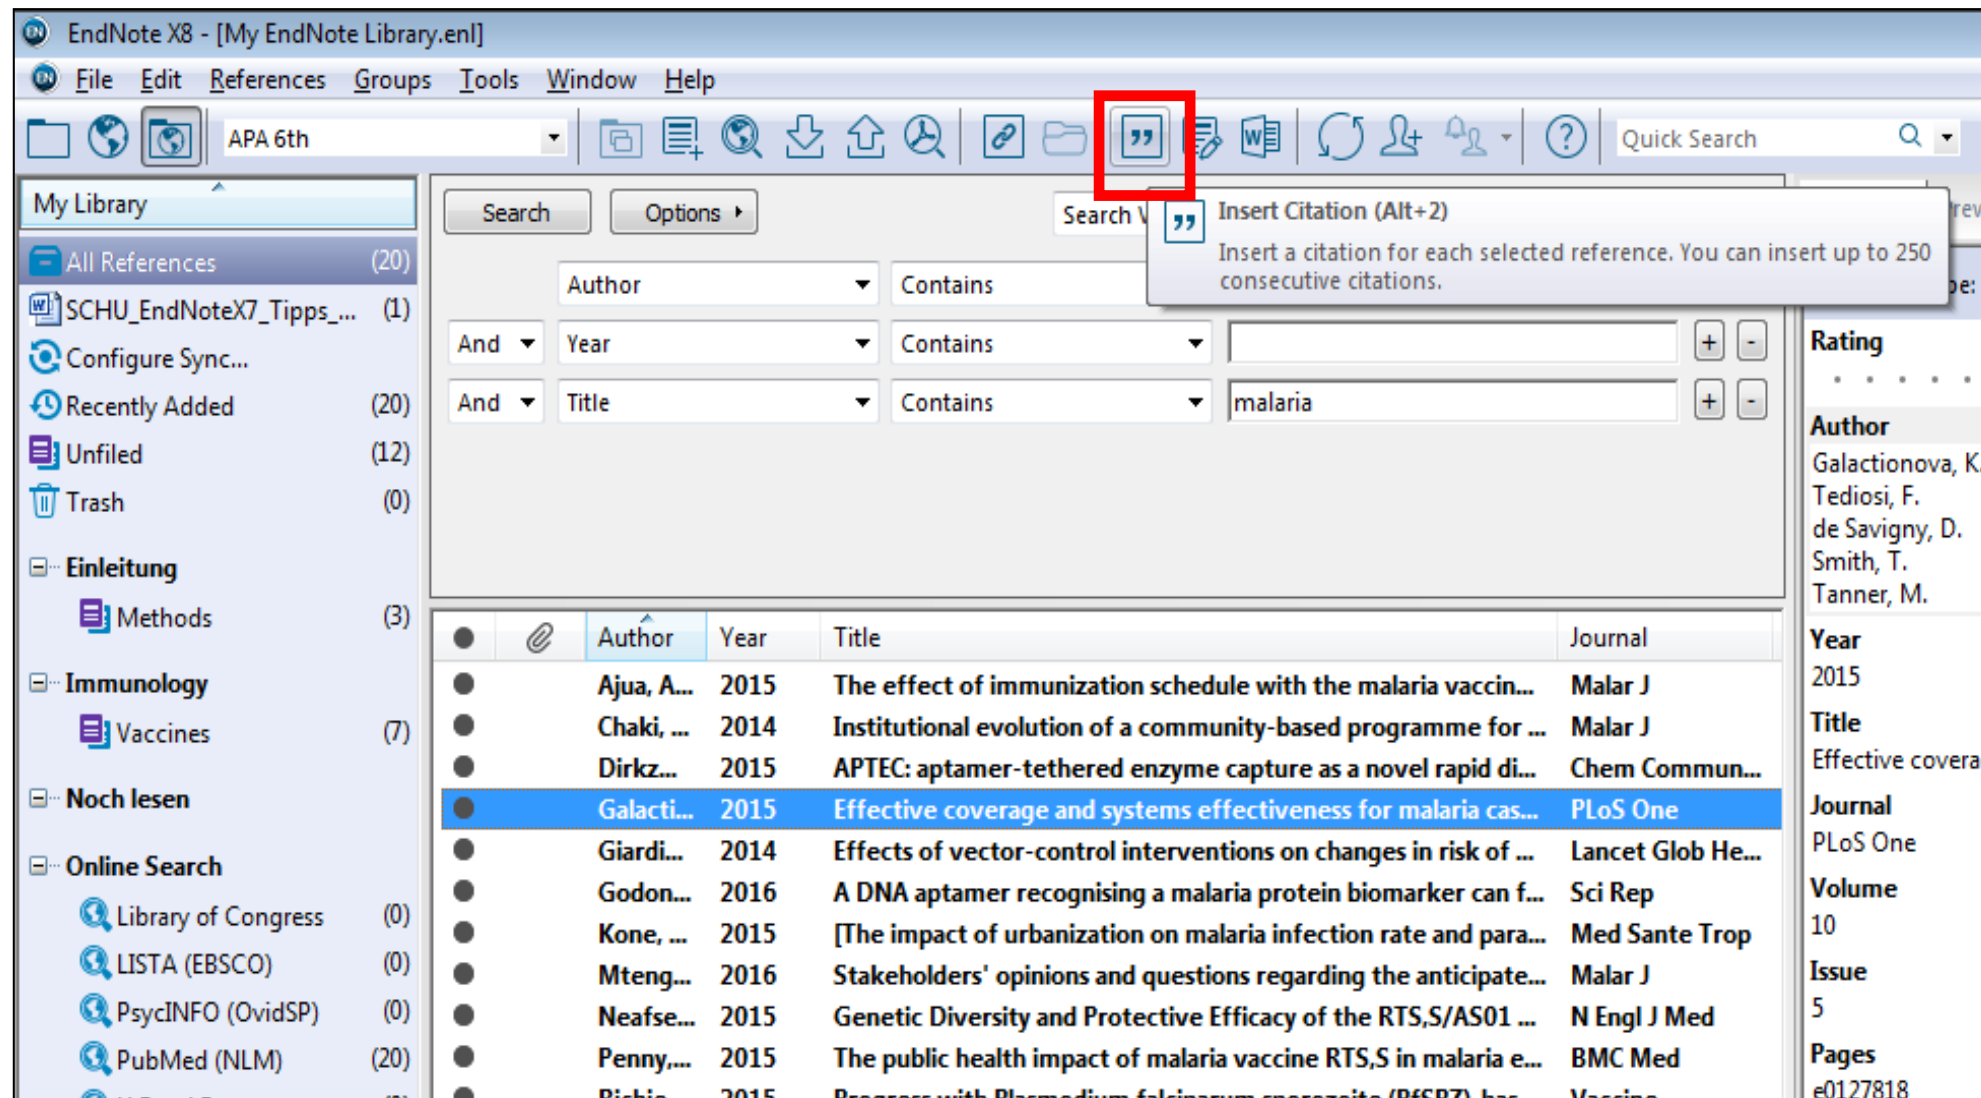 EndNote X8 - [My EndNote Library.enl]
File Edit References Groups Tools Window Help
APA 6th
Quick Search
My Library
All References (20)
SCHU_EndNoteX7_Tipps_... (1)
Configure Sync...
Recently Added (20)
Unfiled (12)
Trash (0)
Einleitung
Methods (3)
Immunology
Vaccines (7)
Noch lesen
Online Search
Library of Congress (0)
LISTA (EBSCO) (0)
PsycINFO (OvidSP) (0)
PubMed (NLM) (20)
Search Options Search
Insert Citation (Alt+2)
Insert a citation for each selected reference. You can insert up to 250
consecutive citations.
Author Contains
And Year Contains + -
And Title Contains malaria + -
Author Year Title Journal
Ajua, A... 2015 The effect of immunization schedule with the malaria vaccin... Malar J
Chaki, ... 2014 Institutional evolution of a community-based programme for ... Malar J
Dirkz... 2015 APTEC: aptamer-tethered enzyme capture as a novel rapid di... Chem Commun...
Galacti... 2015 Effective coverage and systems effectiveness for malaria cas... PLoS One
Giardi... 2014 Effects of vector-control interventions on changes in risk of ... Lancet Glob He...
Godon... 2016 A DNA aptamer recognising a malaria protein biomarker can f... Sci Rep
Kone, ... 2015 [The impact of urbanization on malaria infection rate and para... Med Sante Trop
Mteng... 2016 Stakeholders' opinions and questions regarding the anticipate... Malar J
Neafse... 2015 Genetic Diversity and Protective Efficacy of the RTS,S/AS01 ... N Engl J Med
Penny,... 2015 The public health impact of malaria vaccine RTS,S in malaria e... BMC Med
Rating
Author
Galactionova, K.
Tediosi, F.
de Savigny, D.
Smith, T.
Tanner, M.
Year
2015
Title
Effective covera
Journal
PLoS One
Volume
10
Issue
5
Pages
e0127818